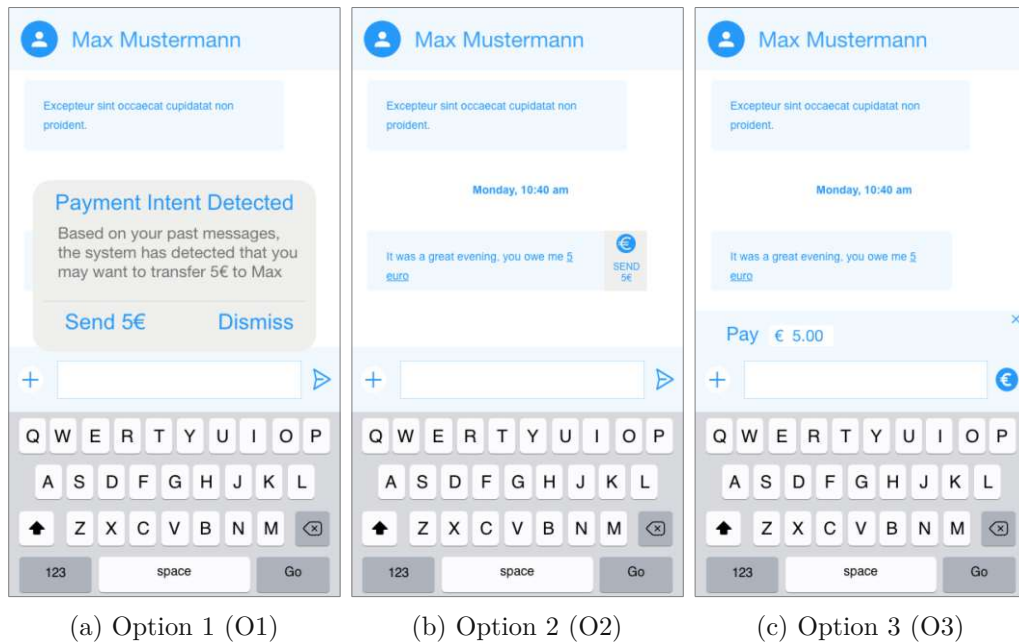 Max Mustermann
Excepteur sint occaecat cupidatat non
proident.
Payment Intent Detected
Based on your past messages,
the system has detected that you
may want to transfer 5€ to Max
Send 5€ Dismiss
Q W E R T Y U I O P
A S D F G H J K L
Z X C V B N M
123 space Go
(a) Option 1 (O1)
Max Mustermann
Excepteur sint occaecat cupidatat non
proident.
Monday, 10:40 am
It was a great evening, you owe me 5
euro
€
SEND
5€
Q W E R T Y U I O P
A S D F G H J K L
Z X C V B N M
123 space Go
(b) Option 2 (O2)
Max Mustermann
Excepteur sint occaecat cupidatat non
proident.
Monday, 10:40 am
It was a great evening, you owe me 5
euro
Pay € 5.00
€
Q W E R T Y U I O P
A S D F G H J K L
Z X C V B N M
123 space Go
(c) Option 3 (O3)